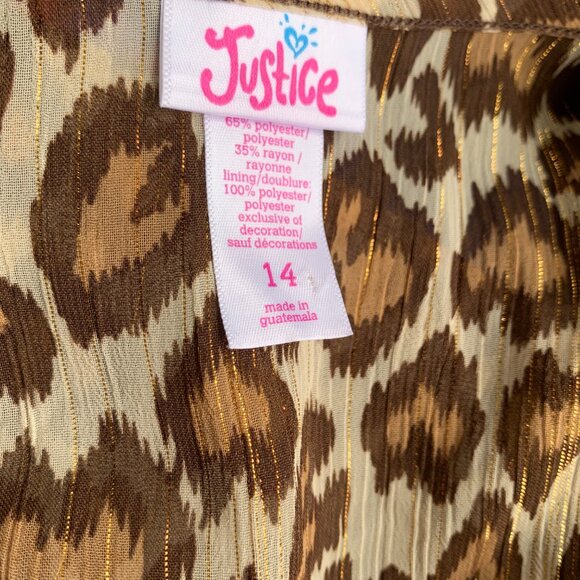 Justice
65% polyester/
polyester
35% rayon /
rayonne
lining/doublure:
100% polyester/
polyester
exclusive of
decoration/
sauf décorations
14
made in
guatemala